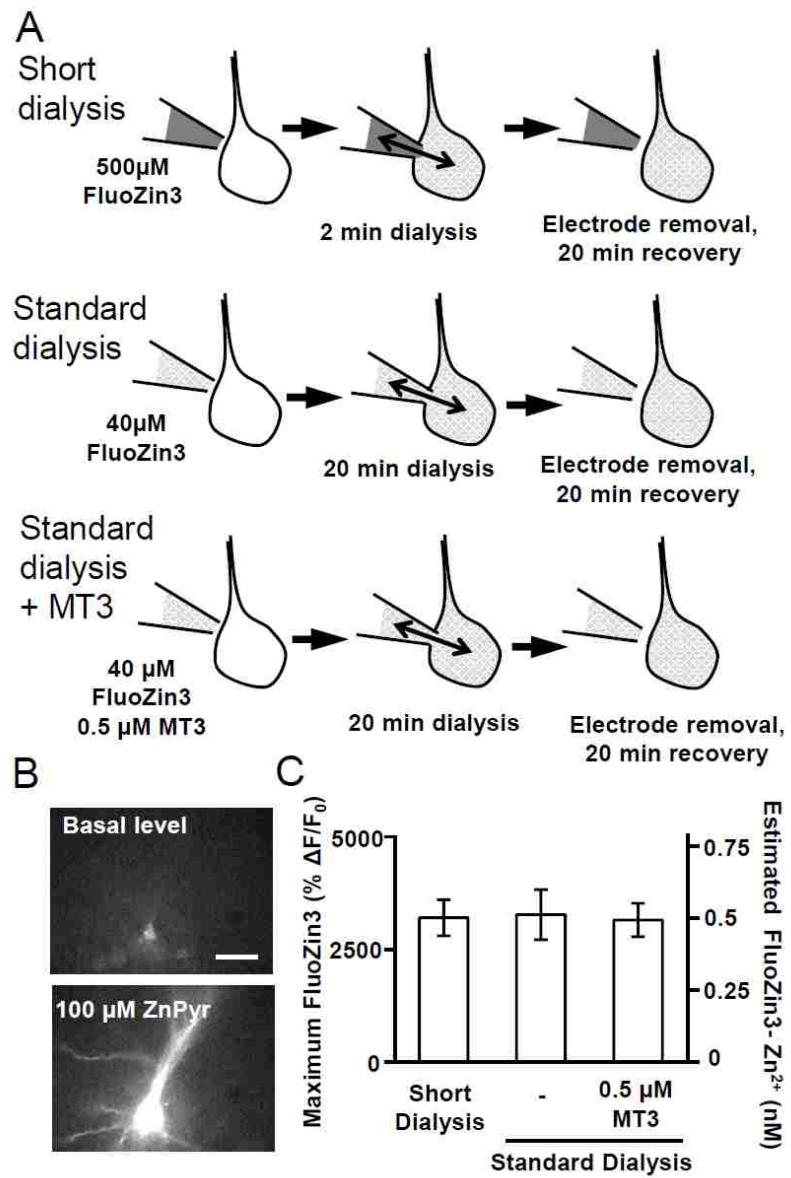 A
Short
dialysis
500µM
FluoZin3
2 min dialysis
Electrode removal,
20 min recovery
Standard
dialysis
40µM
FluoZin3
20 min dialysis
Electrode removal,
20 min recovery
Standard
dialysis
+ MT3
40 µM
FluoZin3
0.5 µM MT3
20 min dialysis
Electrode removal,
20 min recovery
B
Basal level
100 µM ZnPyr
C
Maximum FluoZin3 (% ΔF/F₀)
5000
2500
0
Estimated FluoZin3- Zn²⁺ (nM)
0.75
0.5
0.25
0
Short
Dialysis
-
0.5 µM
MT3
Standard Dialysis